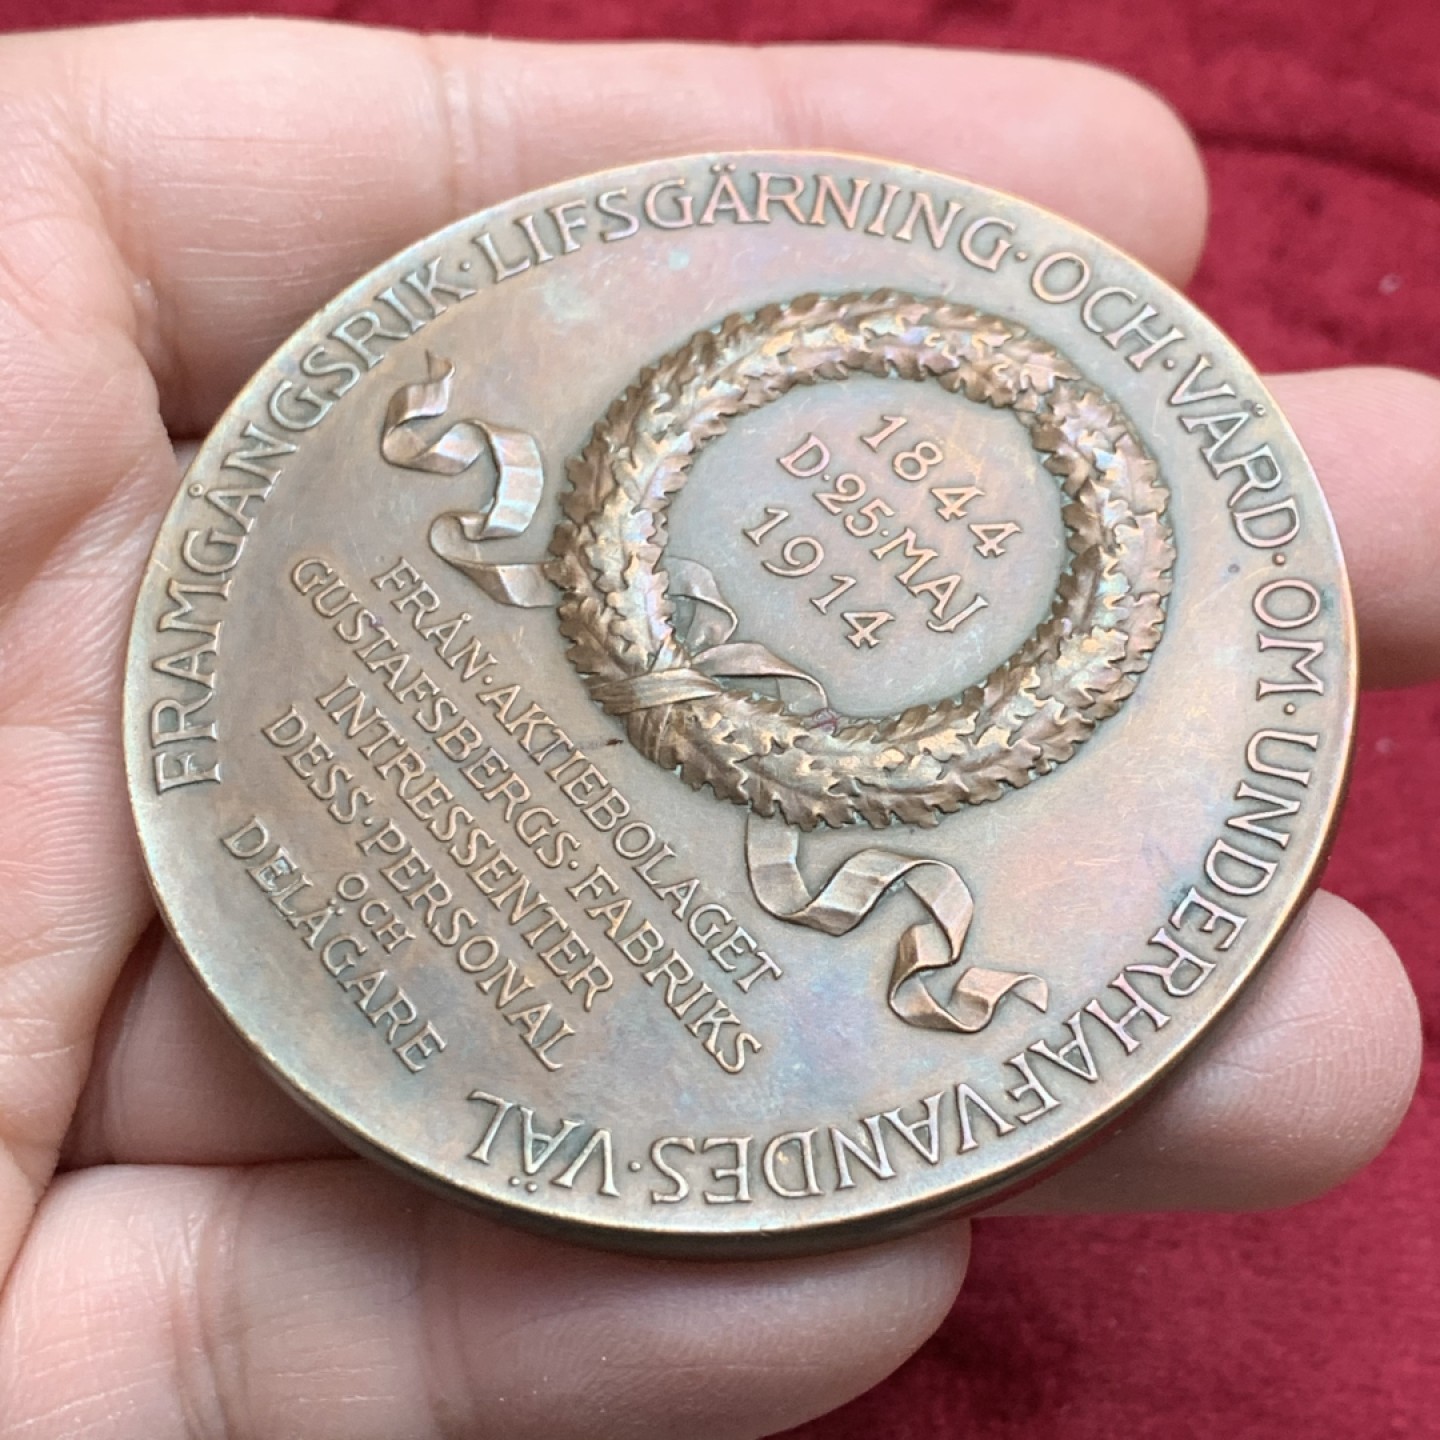 FRAMGÅNGSRIK·LIFSGÄRNING·OCH·VÅRD·OM·UNDERHAFVANDES·VÄL
1844
D·25·MAJ
1914
FRÅN·AKTIEBOLAGET
GUSTAFSBERGS·FABRIKS
INTRESSENTER
DESS·PERSONAL
OCH
DELÄGARE